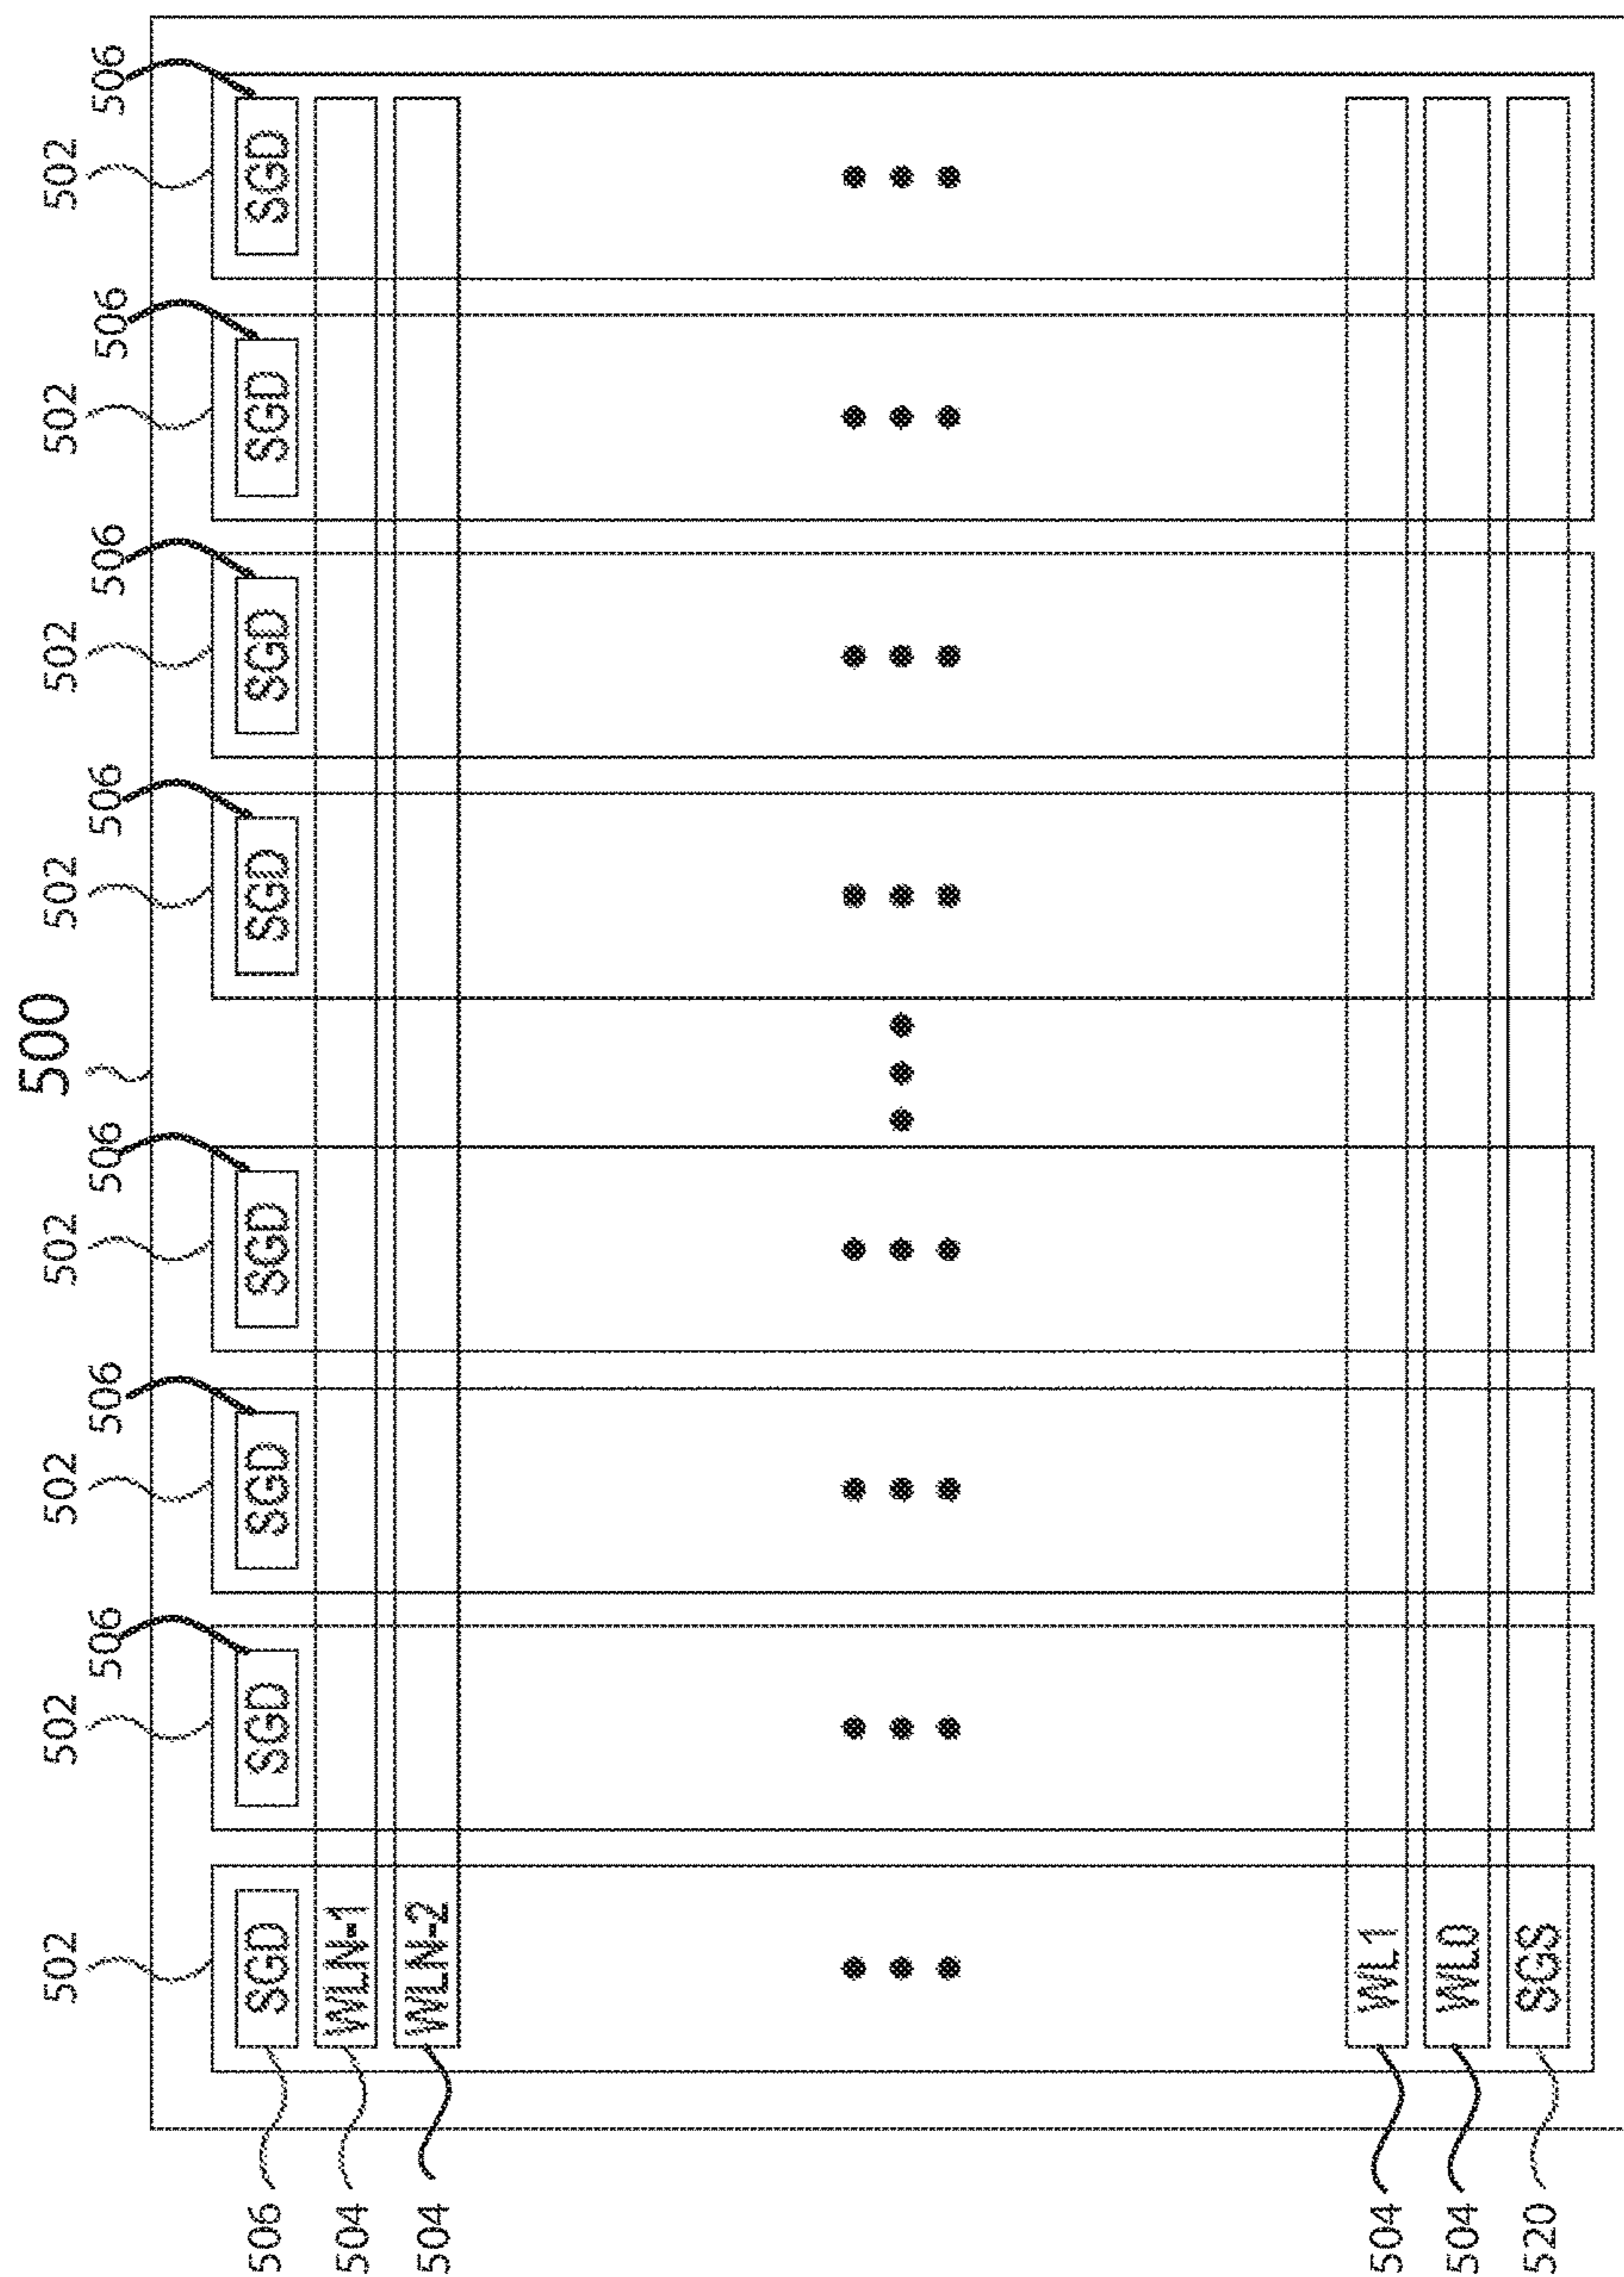 502 502 502 502 500 502 502 502 502
506 506 506 506 506 506 506
506 SGD SGD SGD SGD SGD SGD SGD SGD
504 WLN-1
504 WLN-2
504 WL1
504 WL0
520 SGS